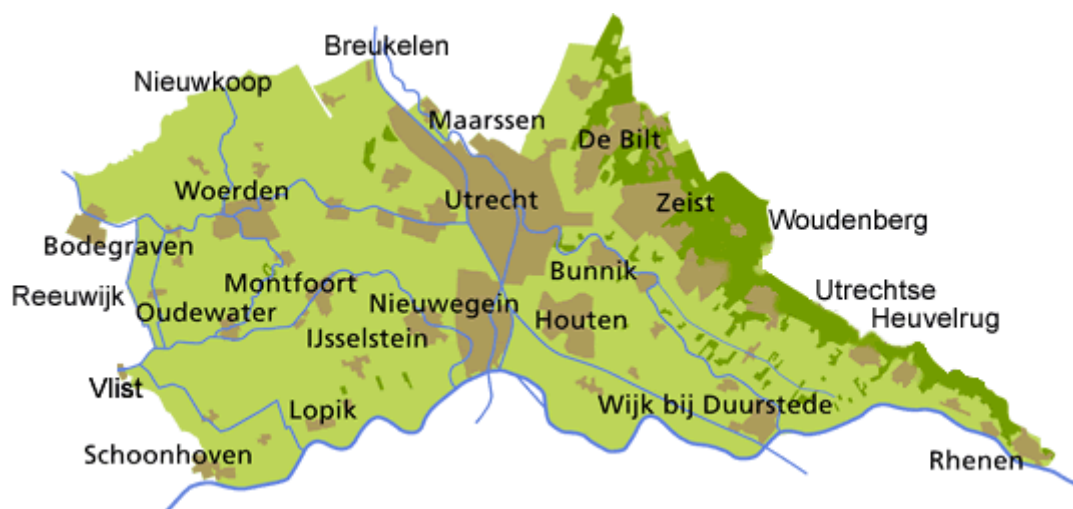 Breukelen
Nieuwkoop
Maarssen
De Bilt
Woerden
Utrecht
Zeist
Woudenberg
Bodegraven
Bunnik
Montfoort
Reeuwijk
Utrechtse
Heuvelrug
Oudewater
Nieuwegein
Houten
IJsselstein
Vlist
Lopik
Wijk bij Duurstede
Schoonhoven
Rhenen